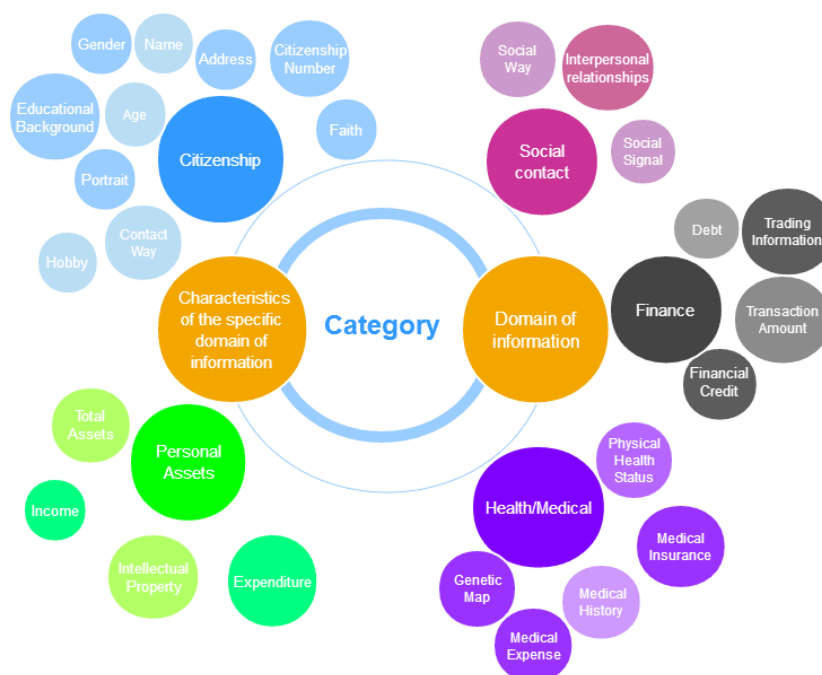 Gender
Name
Address
Citizenship
Number
Educational
Background
Age
Citizenship
Faith
Portrait
Contact
Way
Hobby
Social
Way
Interpersonal
relationships
Social
contact
Social
Signal
Debt
Trading
Information
Finance
Transaction
Amount
Financial
Credit
Characteristics
of the specific
domain of
information
Category
Domain of
information
Total
Assets
Personal
Assets
Income
Intellectual
Property
Expenditure
Physical
Health
Status
Health/Medical
Medical
Insurance
Genetic
Map
Medical
History
Medical
Expense